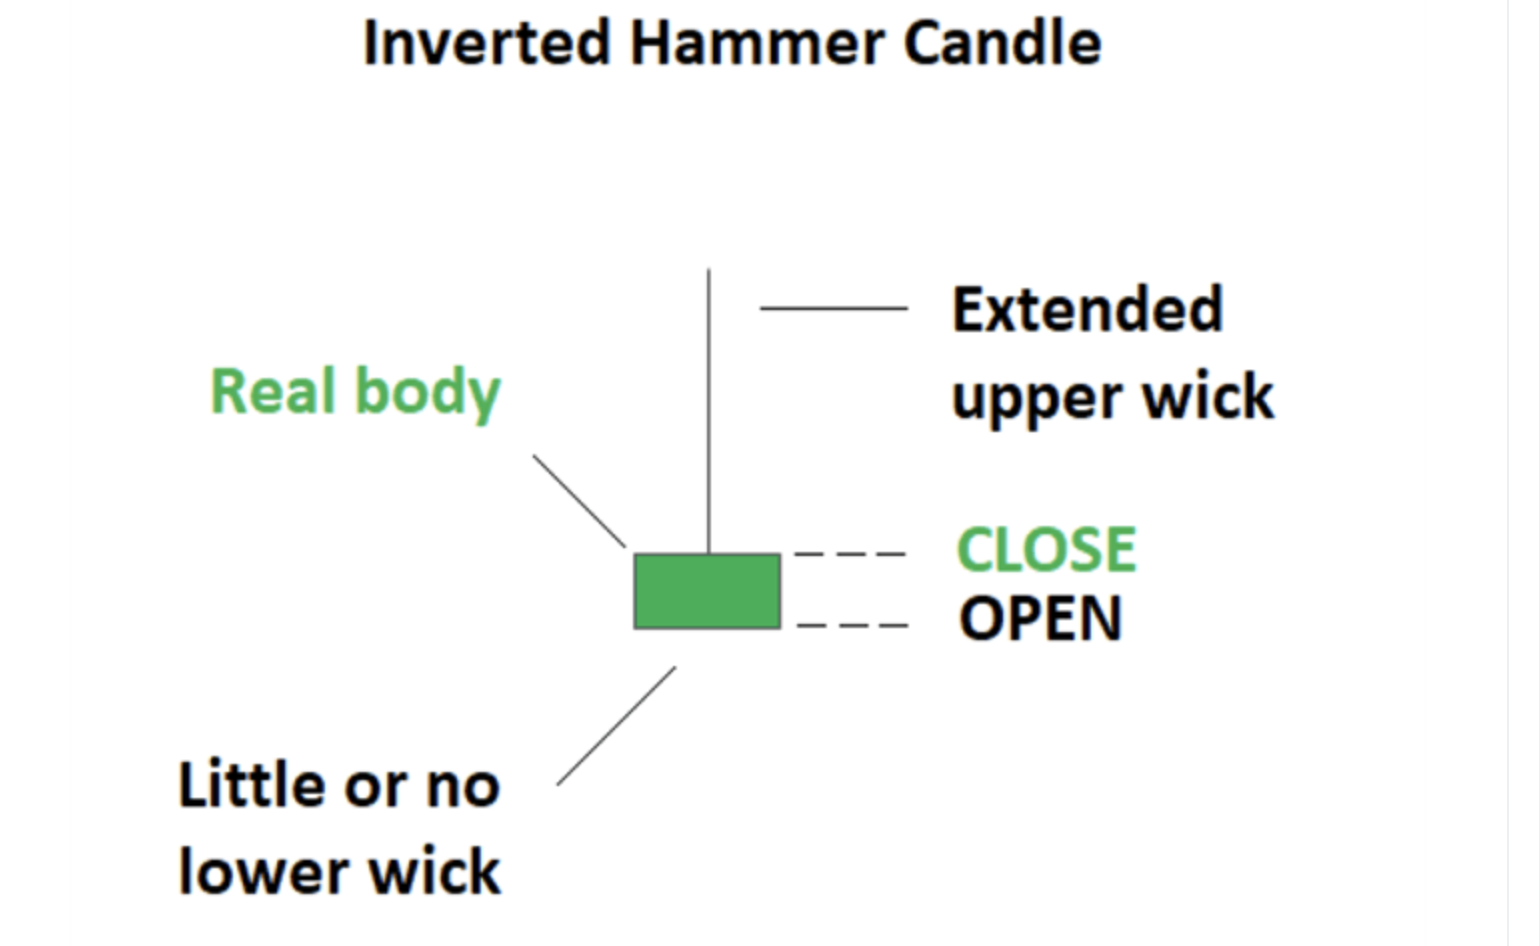 Inverted Hammer Candle
Extended
upper wick
Real body
CLOSE
OPEN
Little or no
lower wick